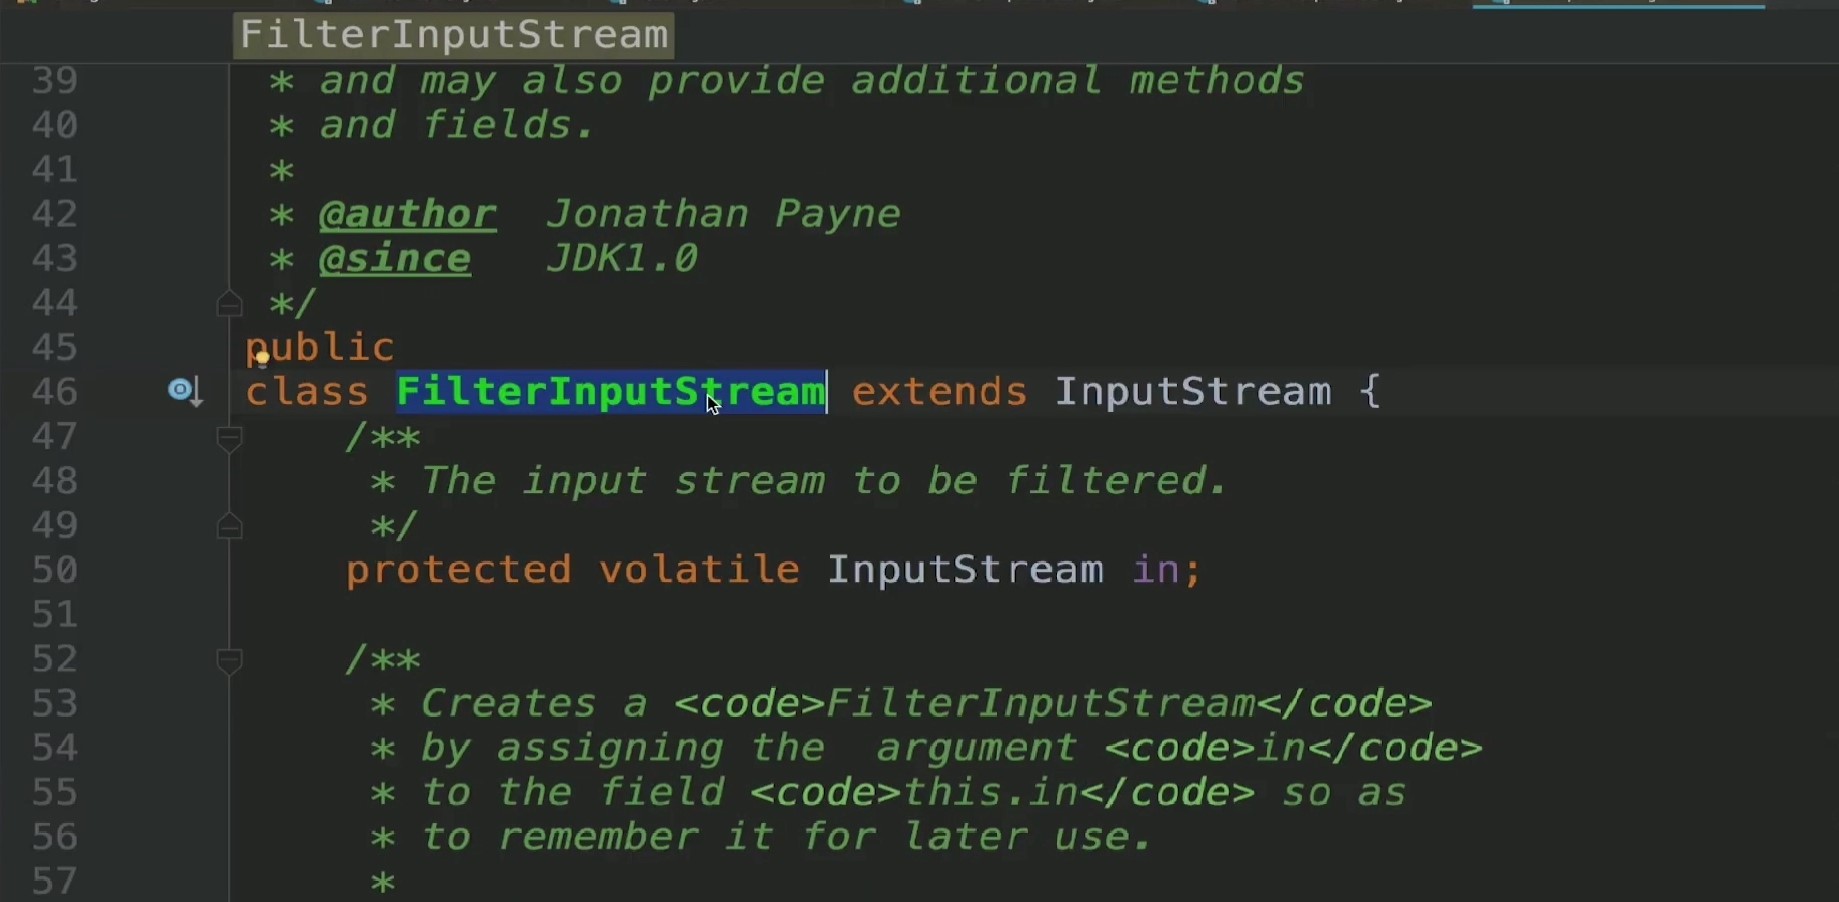 FilterInputStream
39 * and may also provide additional methods
40 * and fields.
41 *
42 * @author Jonathan Payne
43 * @since JDK1.0
44 */
45 public
46 class FilterInputStream extends InputStream {
47 /**
48 * The input stream to be filtered.
49 */
50 protected volatile InputStream in;
51
52 /**
53 * Creates a <code>FilterInputStream</code>
54 * by assigning the  argument <code>in</code>
55 * to the field <code>this.in</code> so as
56 * to remember it for later use.
57 *